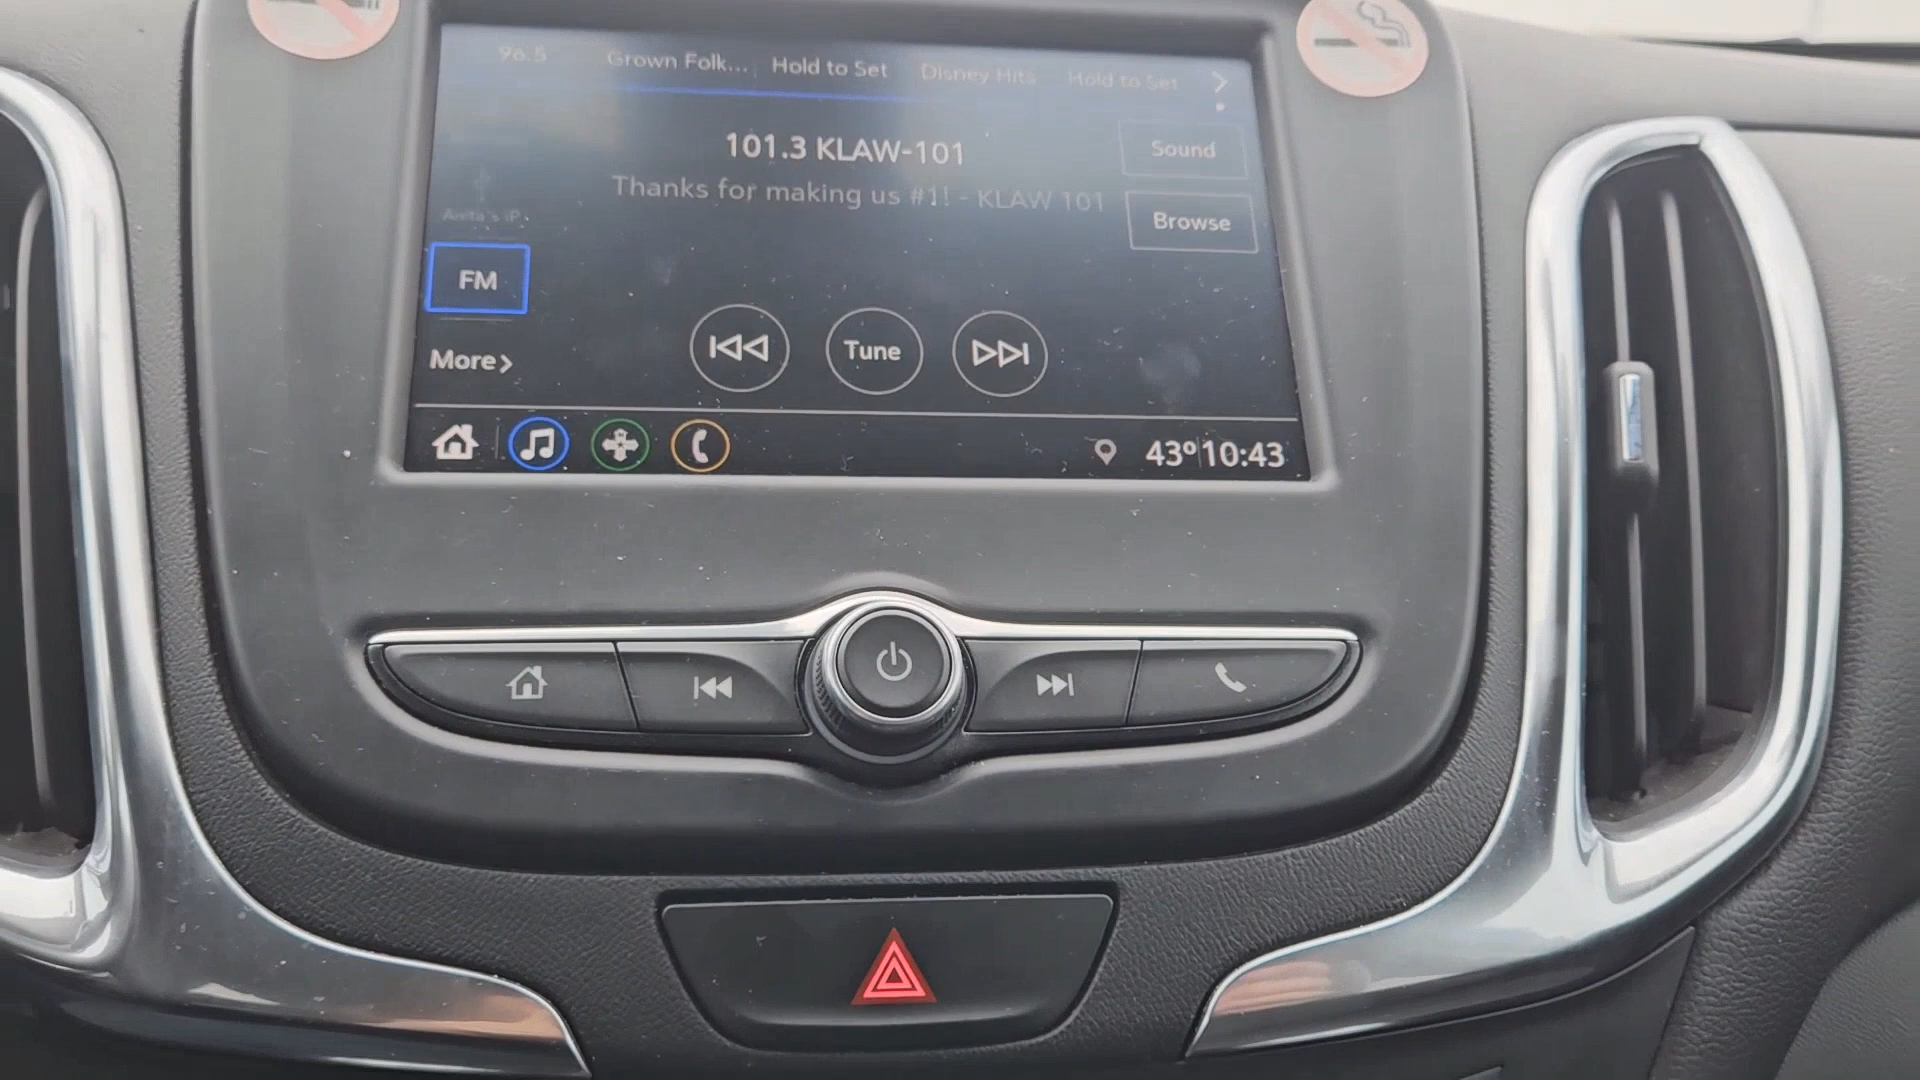 96.5 Grown Folk... Hold to Set Disney Hits Hold to Set
101.3 KLAW-101
Sound
Thanks for making us #1! - KLAW 101
Anita's iP.
Browse
FM
Tune
More
43° 10:43